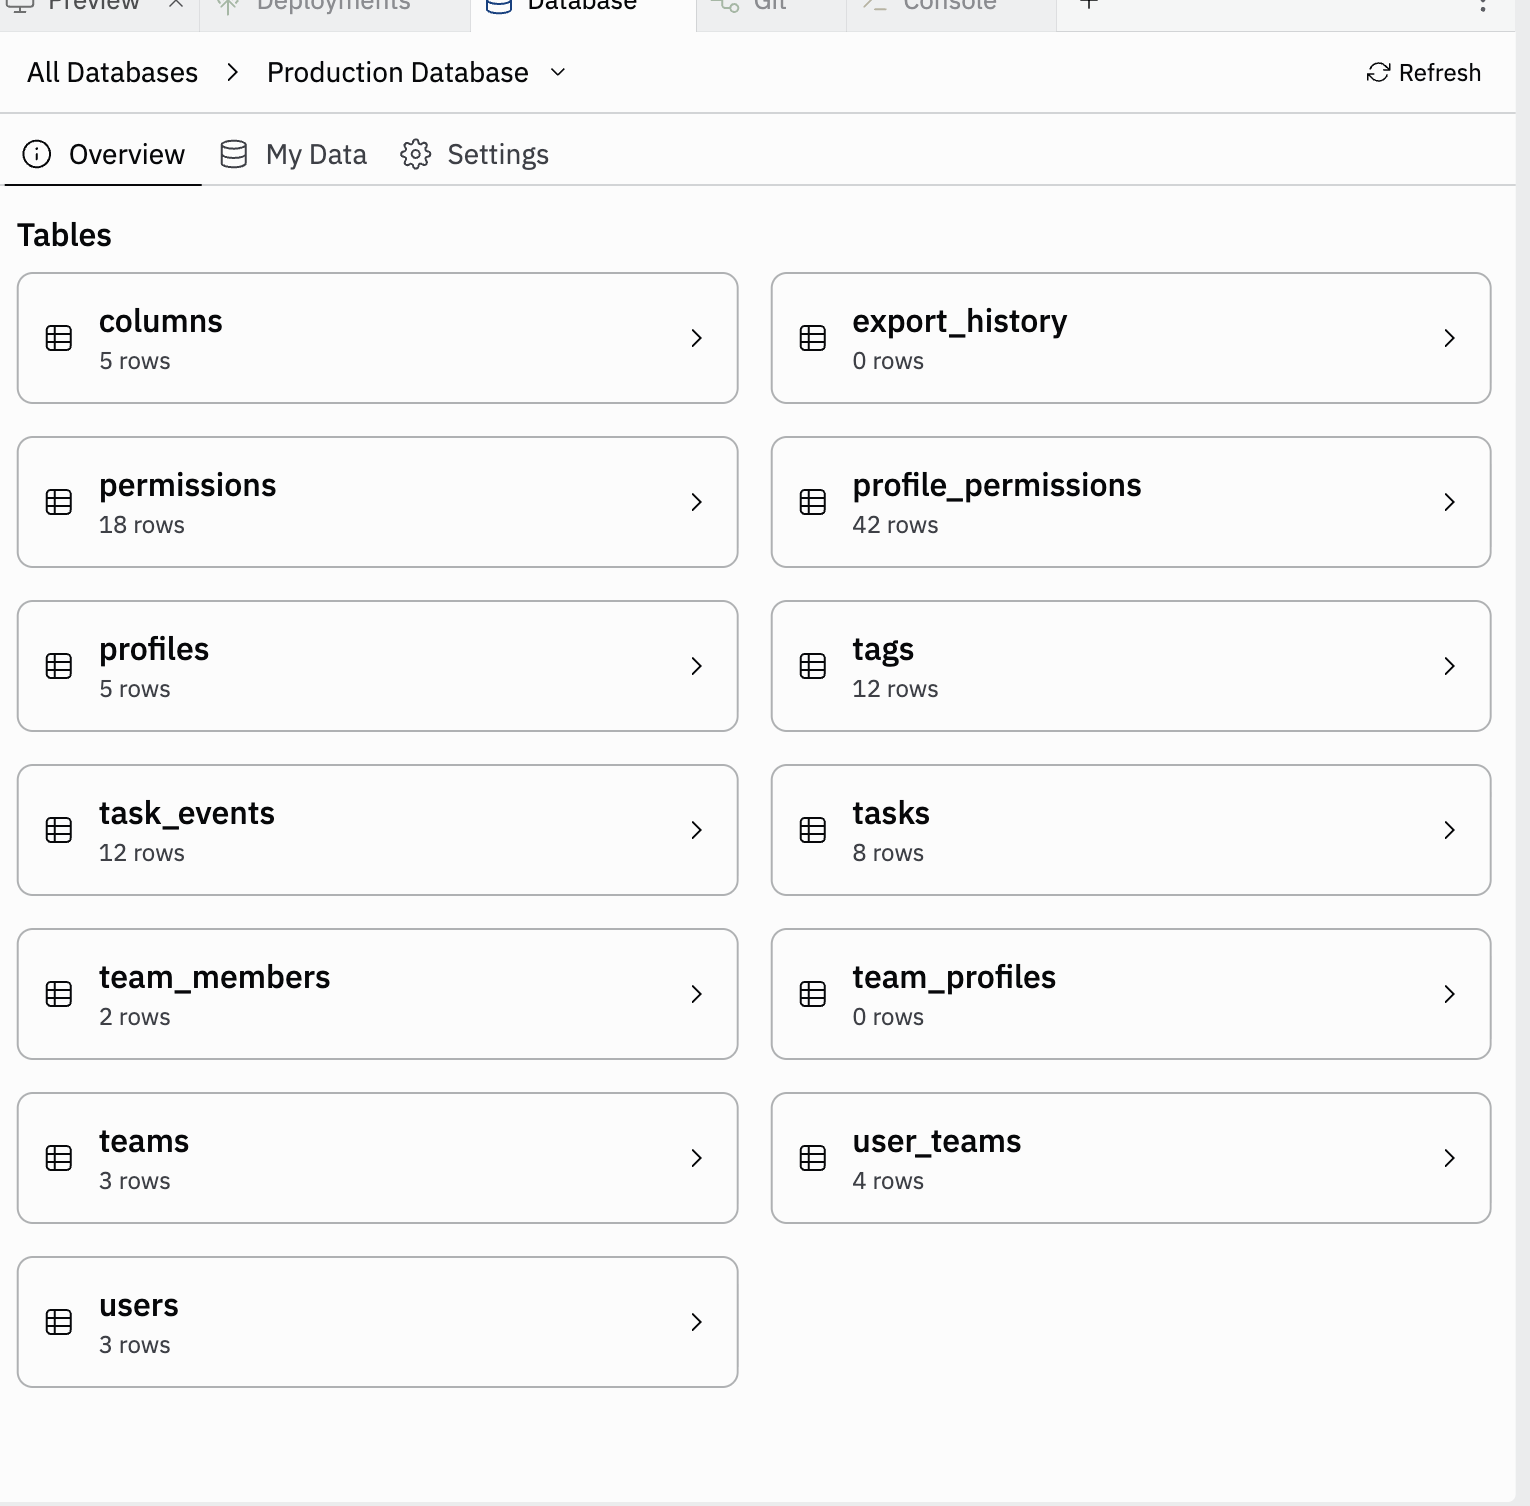 Preview
Deployments
Database
Git
Console
All Databases
Production Database
Refresh
Overview
My Data
Settings
Tables
columns
5 rows
export_history
0 rows
permissions
18 rows
profile_permissions
42 rows
profiles
5 rows
tags
12 rows
task_events
12 rows
tasks
8 rows
team_members
2 rows
team_profiles
0 rows
teams
3 rows
user_teams
4 rows
users
3 rows